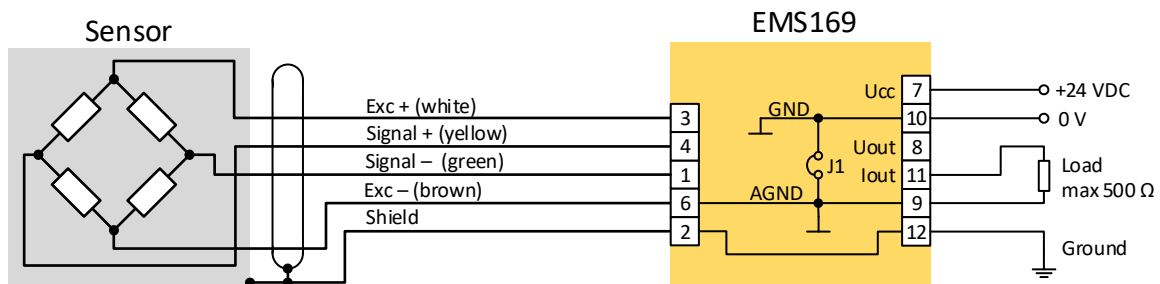 Sensor
EMS169
Exc + (white)
Signal + (yellow)
Signal – (green)
Exc – (brown)
Shield
3
4
1
6
2
GND
J1
AGND
Ucc
Uout
Iout
7
10
8
11
9
12
+24 VDC
0 V
Load
max 500 Ω
Ground